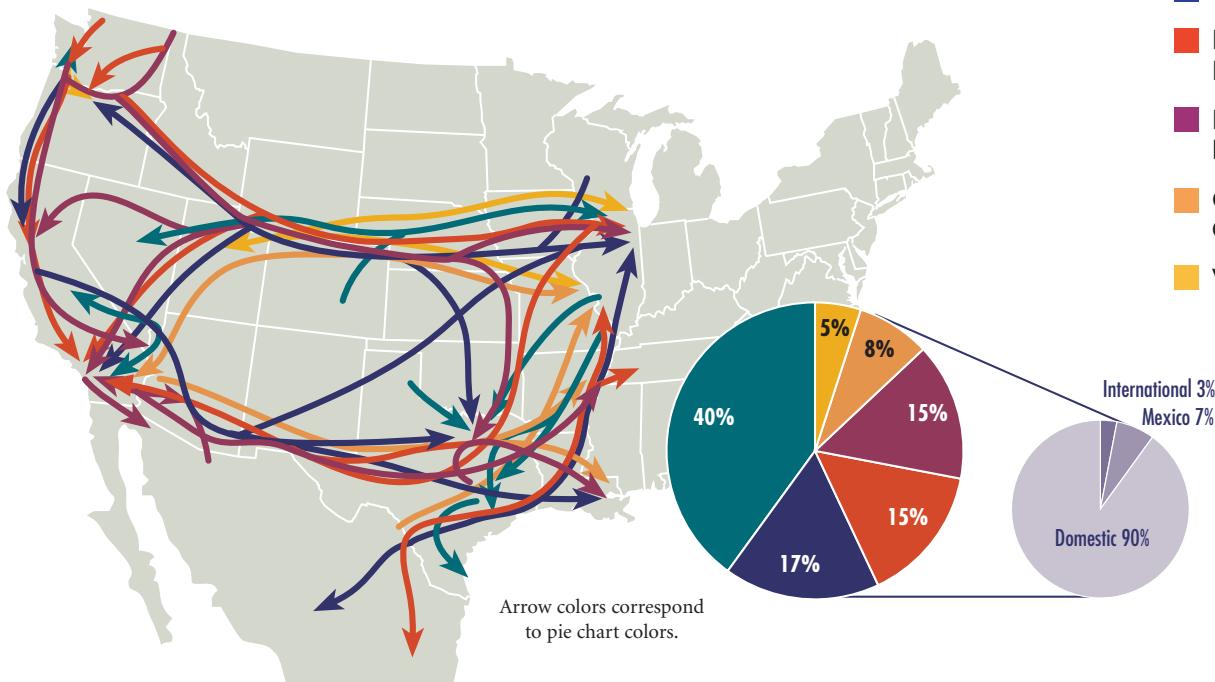 5%
8%
15%
15%
17%
40%
International 3%
Mexico 7%
Domestic 90%
Arrow colors correspond
to pie chart colors.